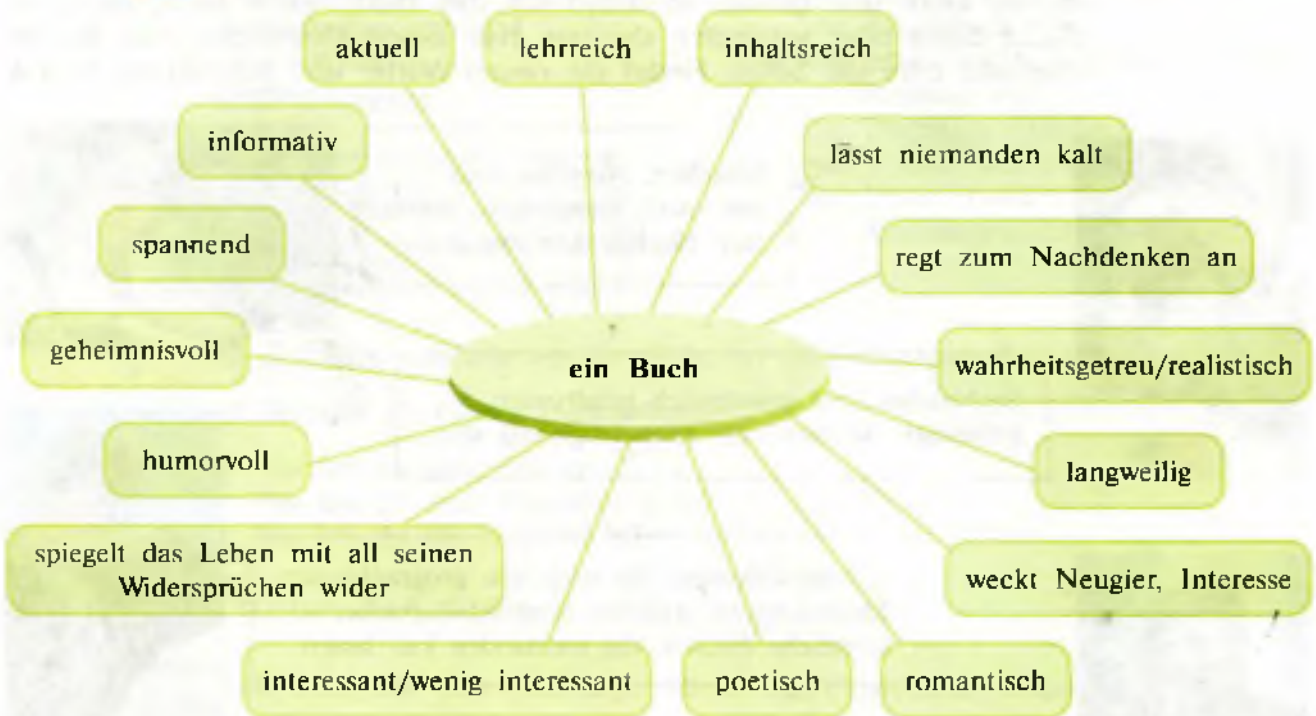 aktuell
lehrreich
inhaltsreich
informativ
lässt niemanden kalt
spannend
regt zum Nachdenken an
geheimnisvoll
ein Buch
wahrheitsgetreu/realistisch
humorvoll
langweilig
spiegelt das Leben mit all seinen
Widersprüchen wider
weckt Neugier, Interesse
interessant/wenig interessant
poetisch
romantisch